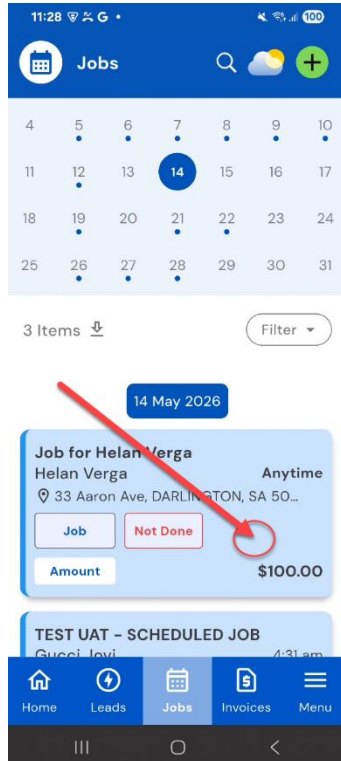 11:28 G 100
Jobs
4 5 6 7 8 9 10
11 12 13 14 15 16 17
18 19 20 21 22 23 24
25 26 27 28 29 30 31
3 Items Filter
14 May 2026
Job for Helan Verga
Helan Verga Anytime
33 Aaron Ave, DARLINGTON, SA 50...
Job Not Done
Amount $100.00
TEST UAT – SCHEDULED JOB
Gucci Jovi 4:31 am
Home Leads Jobs Invoices Menu